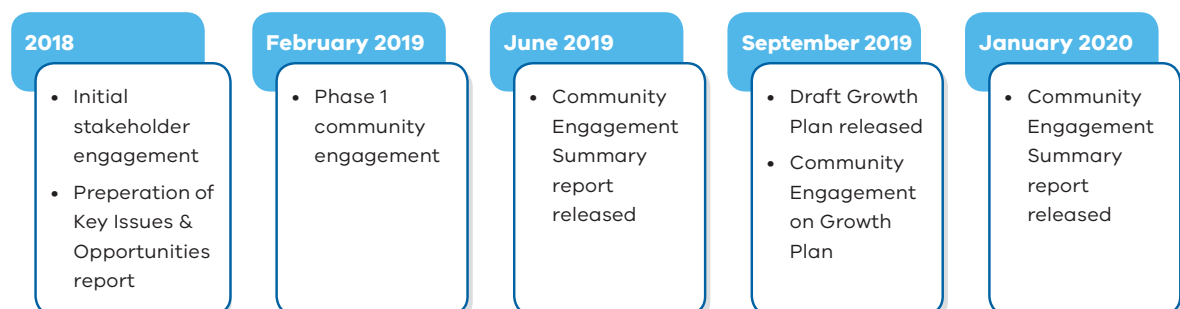 2018
• Initial
stakeholder
engagement
• Preperation of
Key Issues &
Opportunities
report
February 2019
• Phase 1
community
engagement
June 2019
• Community
Engagement
Summary
report
released
September 2019
• Draft Growth
Plan released
• Community
Engagement
on Growth
Plan
January 2020
• Community
Engagement
Summary
report
released